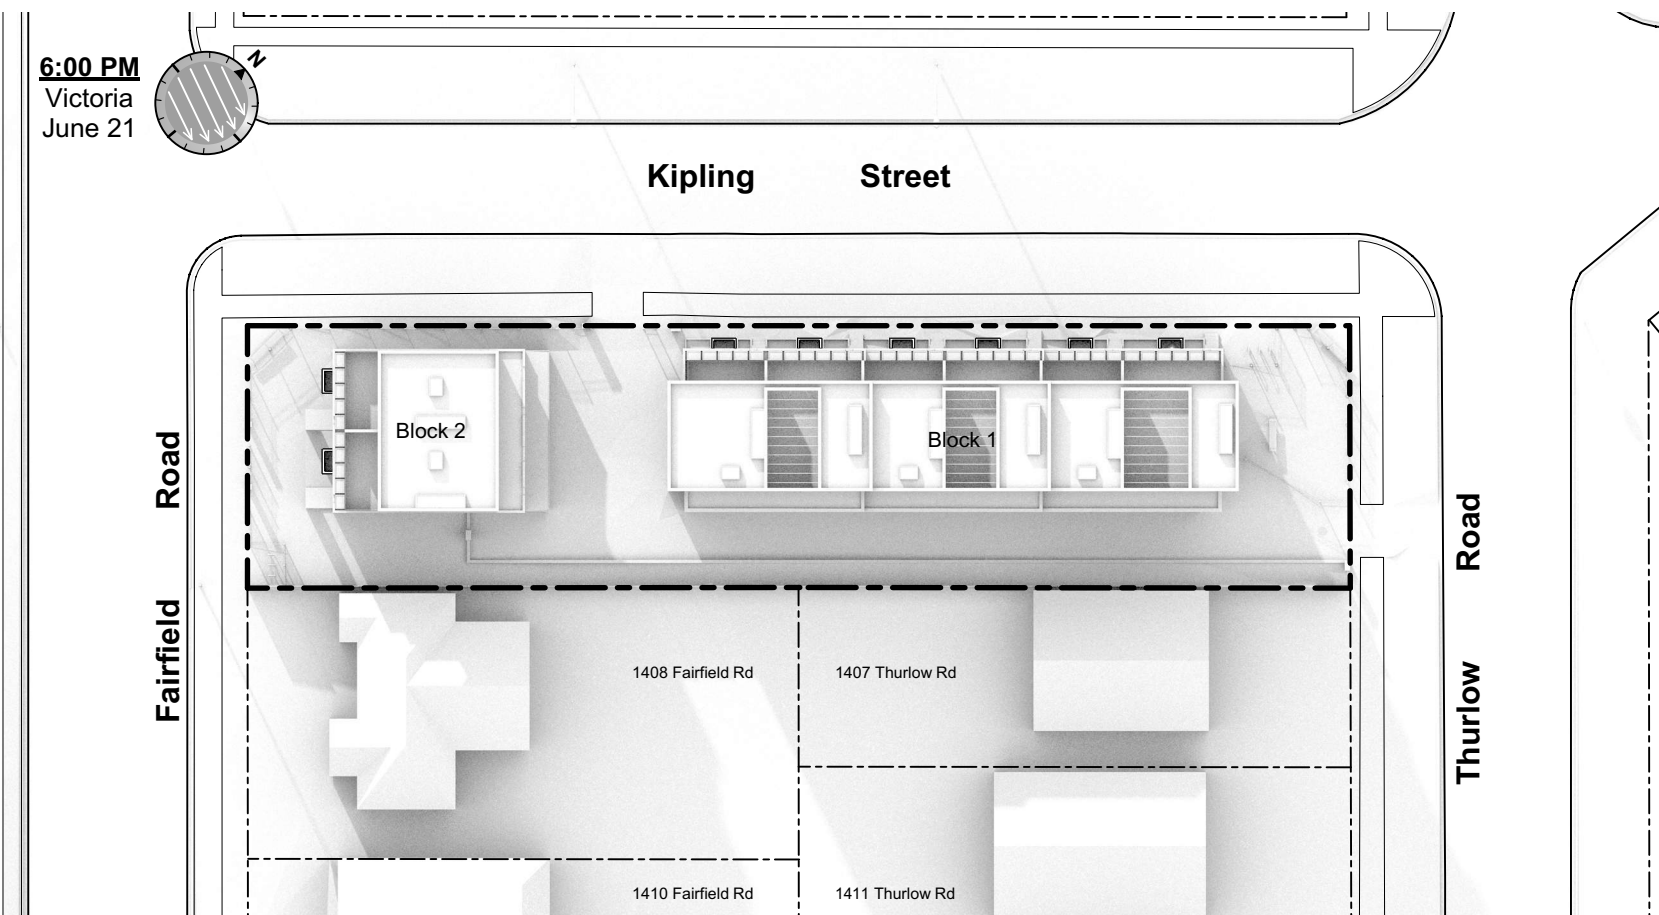 N
6:00 PM
Victoria
June 21
Kipling Street
Block 2
Block 1
Fairfield Road
Thurlow Road
1408 Fairfield Rd
1407 Thurlow Rd
1410 Fairfield Rd
1411 Thurlow Rd